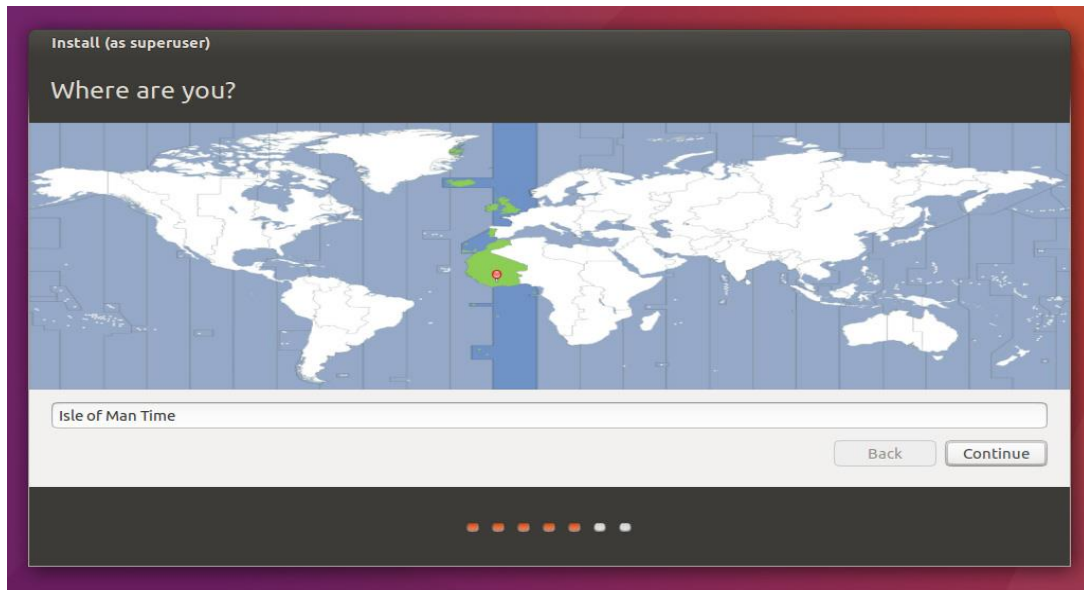 Install (as superuser)
Where are you?
Isle of Man Time
Back
Continue